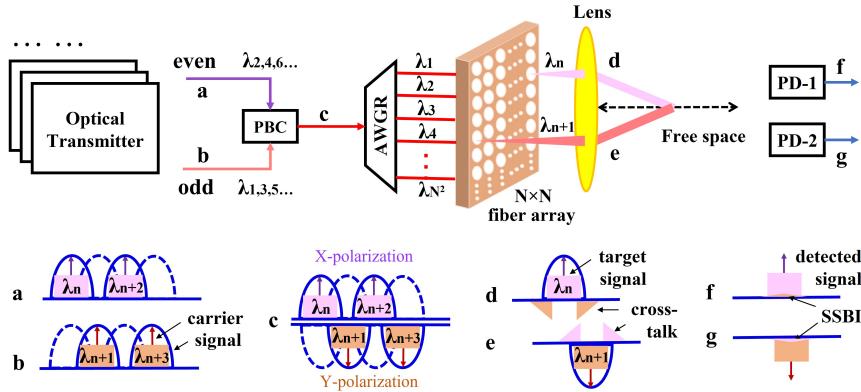 ... ...
Optical
Transmitter
even
λ2,4,6...
a
b
odd
λ1,3,5...
PBC
c
AWGR
λ1
λ2
λ3
λ4
λN²
N×N
fiber array
Lens
λn
d
λn+1
e
Free space
PD-1
f
PD-2
g
a
λn
λn+2
b
λn+1
λn+3
carrier
signal
X-polarization
c
λn
λn+2
λn+1
λn+3
Y-polarization
d
λn
target
signal
cross-
talk
e
λn+1
detected
signal
f
SSBI
g